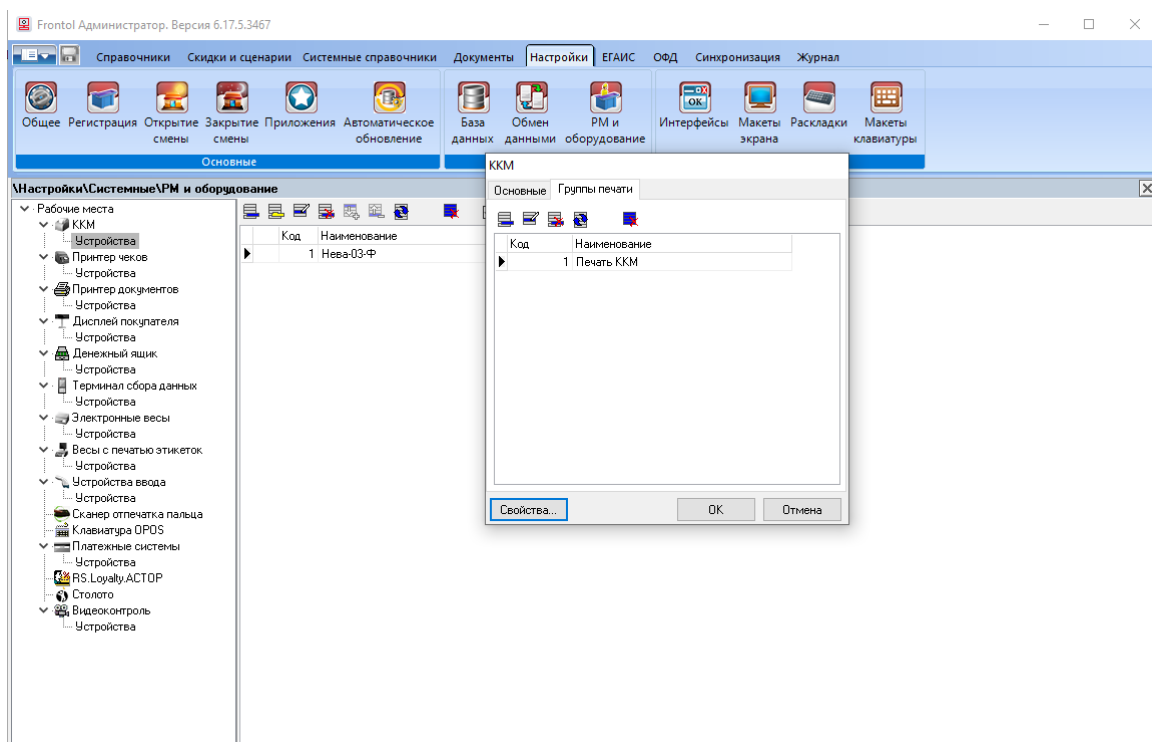 Frontol Администратор. Версия 6.17.5.3467
Справочники Скидки и сценарии Системные справочники Документы Настройки ЕГАИС ОФД Синхронизация Журнал
Общее Регистрация Открытие смены Закрытие смены Приложения Автоматическое обновление База данных Обмен данными РМ и оборудование Интерфейсы Макеты экрана Раскладки Макеты клавиатуры
Основные
\Настройки\Системные\РМ и оборудование
Рабочие места
ККМ
Устройства
Принтер чеков
Устройства
Принтер документов
Устройства
Дисплей покупателя
Устройства
Денежный ящик
Устройства
Терминал сбора данных
Устройства
Электронные весы
Устройства
Весы с печатью этикеток
Устройства
Устройства ввода
Устройства
Сканер отпечатка пальца
Клавиатура OPOS
Платежные системы
Устройства
RS.Loyalty.ACTOP
Столото
Видеоконтроль
Устройства
Код Наименование
1 Нева-03-Ф
ККМ
Основные Группы печати
Код Наименование
1 Печать ККМ
Свойства... OK Отмена